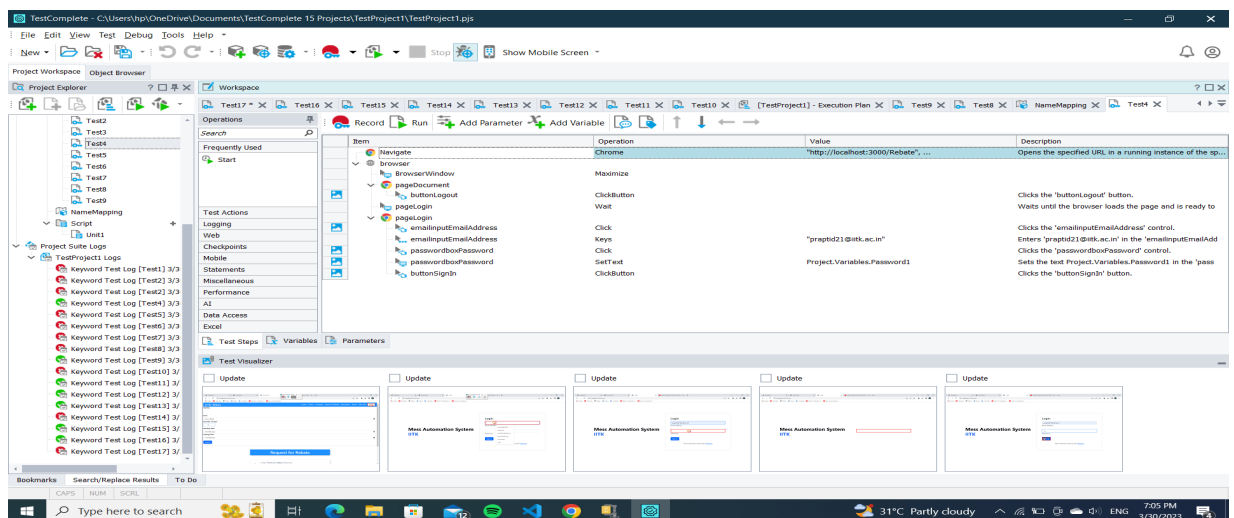 TestComplete - C:\Users\hp\OneDrive\Documents\TestComplete 15 Projects\TestProject1\TestProject1.pjs
File Edit View Test Debug Tools Help
New Stop Show Mobile Screen
Project Workspace Object Browser
Project Explorer
Workspace
Test17 * Test16 Test15 Test14 Test13 Test12 Test11 Test10 [TestProject1] - Execution Plan Test9 Test8 NameMapping Test4
Test2
Test3
Test4
Test5
Test6
Test7
Test8
Test9
NameMapping
Script
Unit1
Project Suite Logs
TestProject1 Logs
Keyword Test Log [Test1] 3/3
Keyword Test Log [Test2] 3/3
Keyword Test Log [Test2] 3/3
Keyword Test Log [Test4] 3/3
Keyword Test Log [Test5] 3/3
Keyword Test Log [Test6] 3/3
Keyword Test Log [Test7] 3/3
Keyword Test Log [Test8] 3/3
Keyword Test Log [Test9] 3/3
Keyword Test Log [Test10] 3/
Keyword Test Log [Test11] 3/
Keyword Test Log [Test12] 3/
Keyword Test Log [Test13] 3/
Keyword Test Log [Test14] 3/
Keyword Test Log [Test15] 3/
Keyword Test Log [Test16] 3/
Keyword Test Log [Test17] 3/
Operations
Search
Frequently Used
Start
Test Actions
Logging
Web
Checkpoints
Mobile
Statements
Miscellaneous
Performance
AI
Data Access
Excel
Record Run Add Parameter Add Variable
Item Operation Value Description
Navigate Chrome "http://localhost:3000/Rebate", ... Opens the specified URL in a running instance of the sp...
browser
BrowserWindow Maximize
pageDocument
buttonLogout ClickButton Clicks the 'buttonLogout' button.
pageLogin Wait Waits until the browser loads the page and is ready to
pageLogin
emailinputEmailAddress Click Clicks the 'emailinputEmailAddress' control.
emailinputEmailAddress Keys "praptid21@iitk.ac.in" Enters 'praptid21@iitk.ac.in' in the 'emailinputEmailAdd
passwordboxPassword Click Clicks the 'passwordboxPassword' control.
passwordboxPassword SetText Project.Variables.Password1 Sets the text Project.Variables.Password1 in the 'pass
buttonSignIn ClickButton Clicks the 'buttonSignIn' button.
Test Steps Variables Parameters
Test Visualizer
Update Update Update Update Update
Request for Rebate
Mess Automation System
IITK
Login
Mess Automation System
IITK
Login
Mess Automation System
IITK
Mess Automation System
IITK
Login
Bookmarks Search/Replace Results To Do
CAPS NUM SCRL
Type here to search
12
31°C Partly cloudy
ENG
7:05 PM
3/30/2023
4